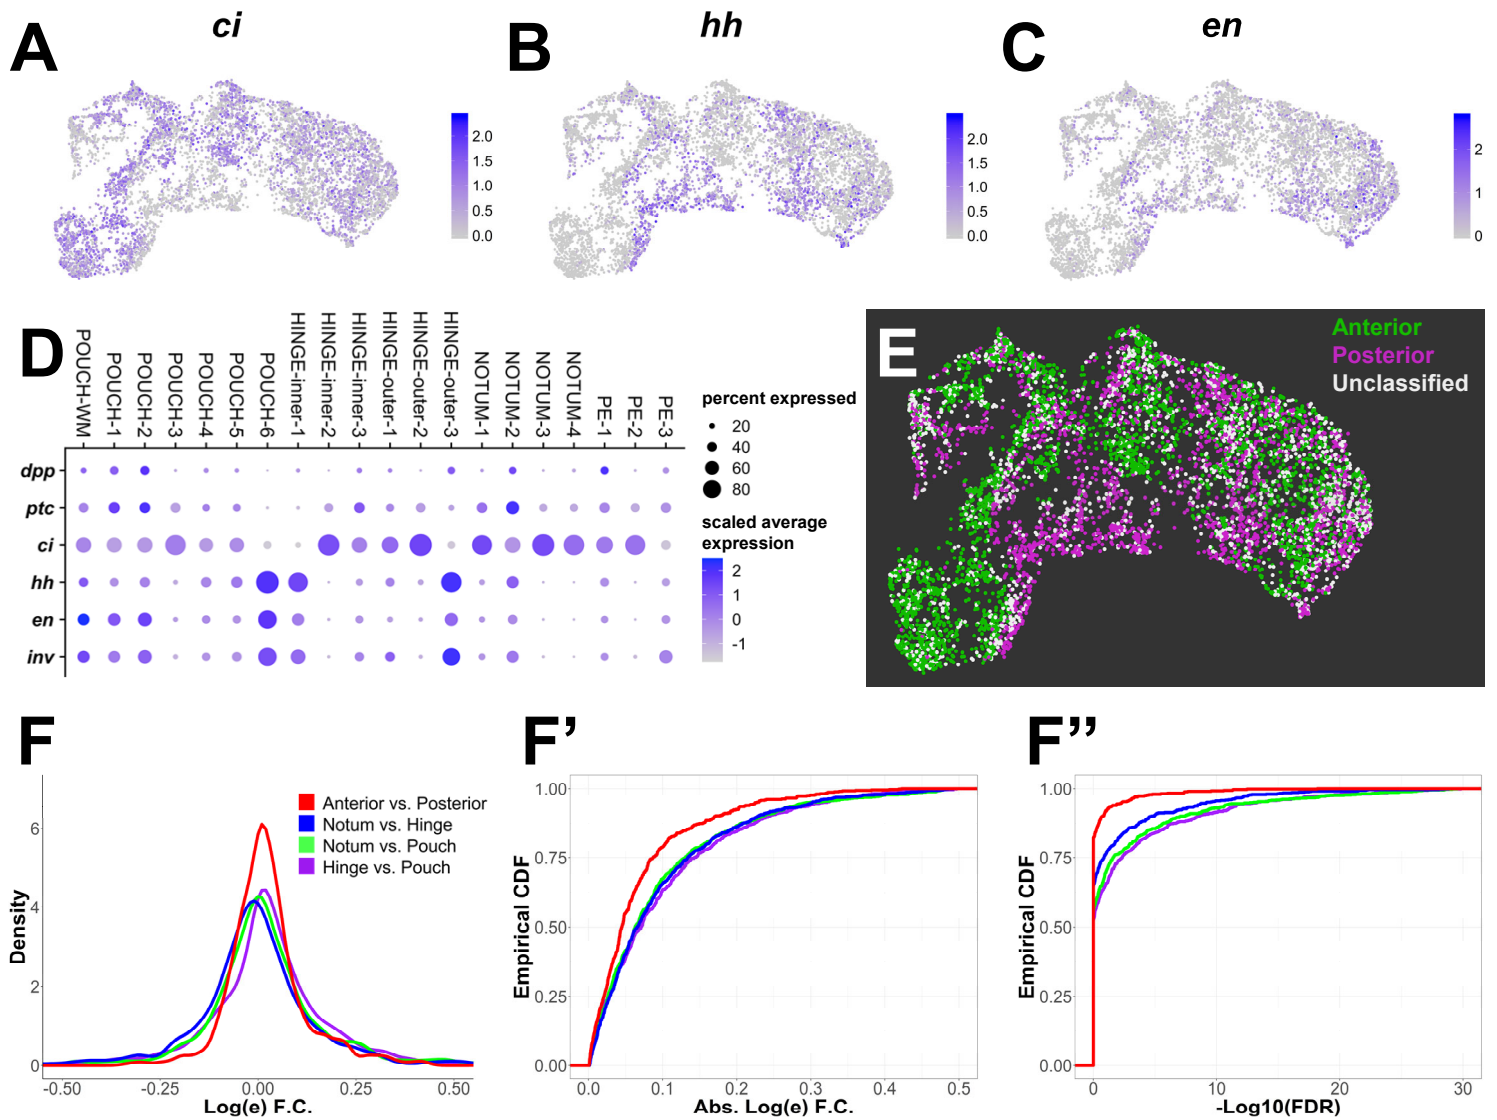 A
ci
2.0
1.5
1.0
0.5
0.0
B
hh
2.0
1.5
1.0
0.5
0.0
C
en
2
1
0
D
POUCH-WM
POUCH-1
POUCH-2
POUCH-3
POUCH-4
POUCH-5
POUCH-6
HINGE-inner-1
HINGE-inner-2
HINGE-inner-3
HINGE-outer-1
HINGE-outer-2
HINGE-outer-3
NOTUM-1
NOTUM-2
NOTUM-3
NOTUM-4
PE-1
PE-2
PE-3
dpp
ptc
ci
hh
en
inv
percent expressed
20
40
60
80
scaled average
expression
2
1
0
-1
E
Anterior
Posterior
Unclassified
F
Density
6
4
2
0
Anterior vs. Posterior
Notum vs. Hinge
Notum vs. Pouch
Hinge vs. Pouch
-0.50
-0.25
0.00
0.25
0.50
Log(e) F.C.
F’
Empirical CDF
1.00
0.75
0.50
0.25
0.00
0.0
0.1
0.2
0.3
0.4
0.5
Abs. Log(e) F.C.
F’’
Empirical CDF
1.00
0.75
0.50
0.25
0.00
0
10
20
30
-Log10(FDR)